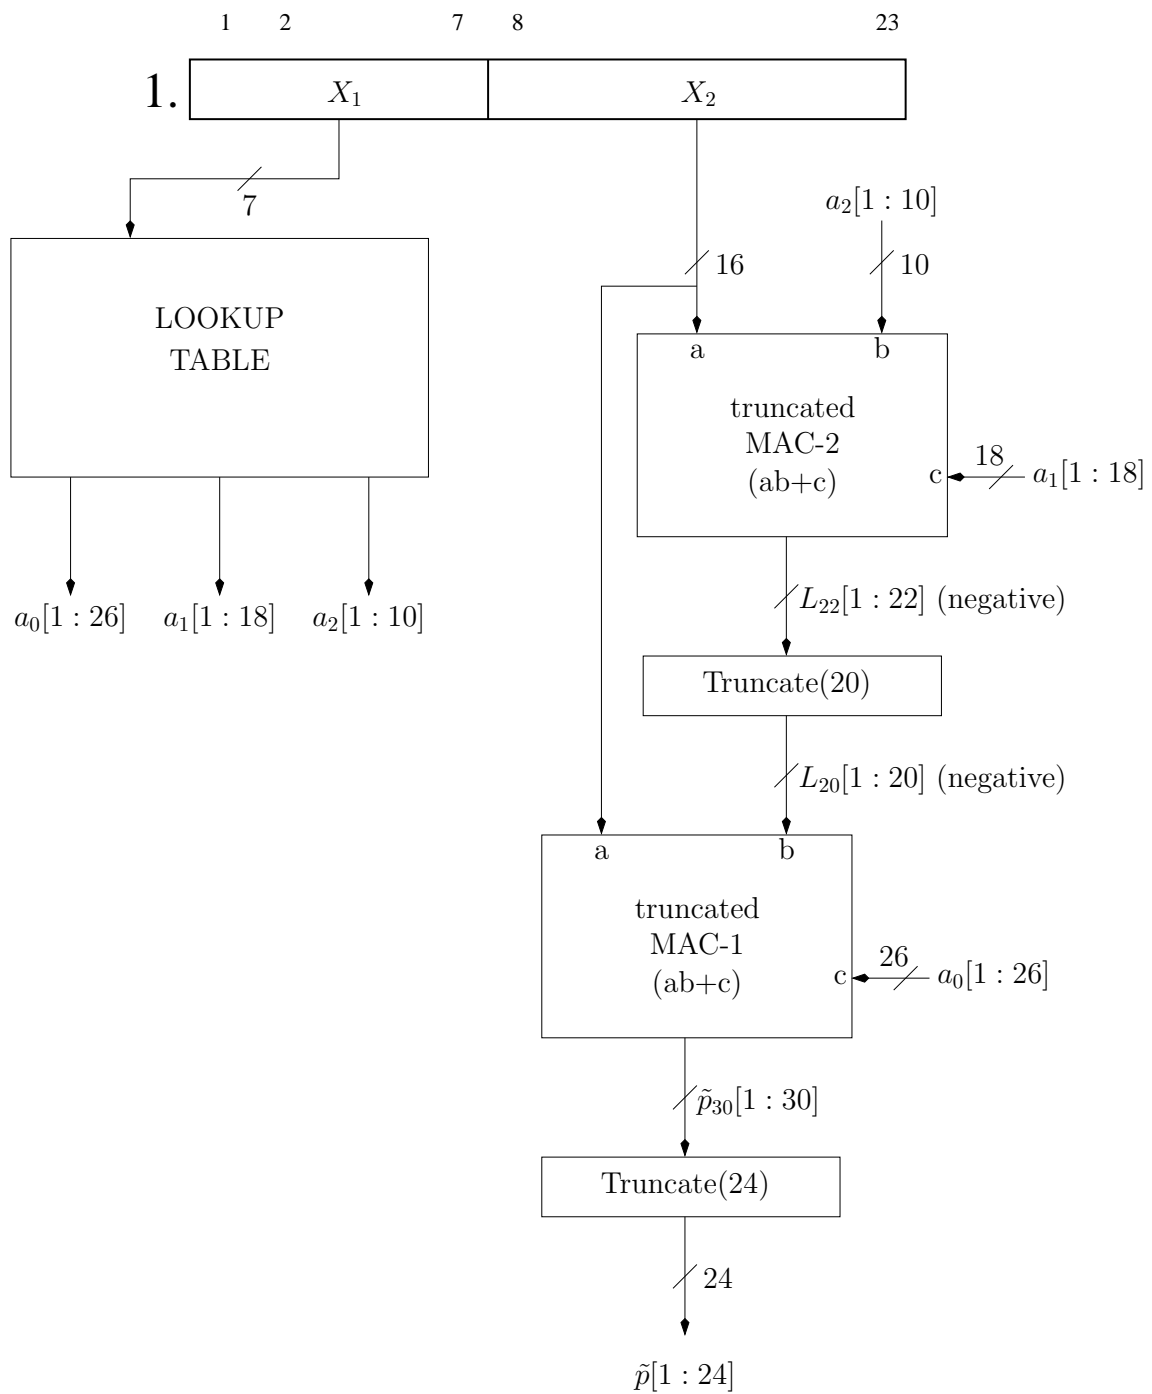 1 2 7 8 23
1. X₁ X₂
7
a₂[1 : 10]
16 10
LOOKUP
TABLE
a b
truncated
MAC-2
(ab+c)
c 18 a₁[1 : 18]
a₀[1 : 26] a₁[1 : 18] a₂[1 : 10]
L₂₂[1 : 22] (negative)
Truncate(20)
L₂₀[1 : 20] (negative)
a b
truncated
MAC-1
(ab+c)
c 26 a₀[1 : 26]
p̃₃₀[1 : 30]
Truncate(24)
24
p̃[1 : 24]